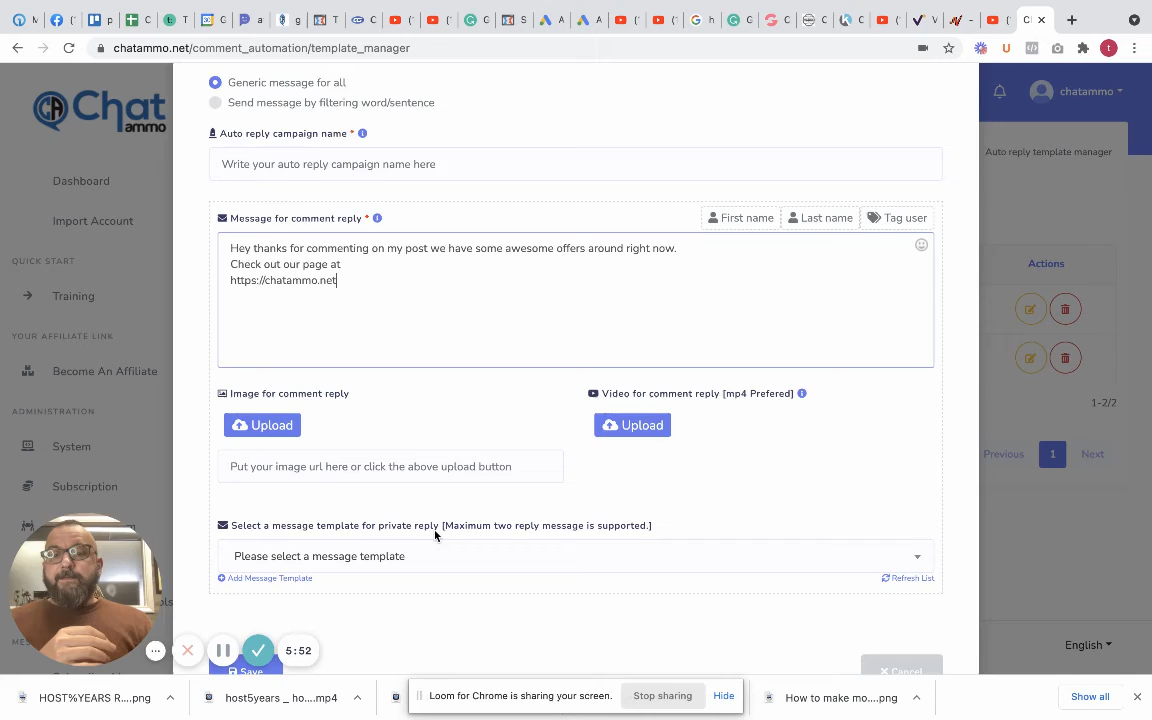 chatammo.net/comment_automation/template_manager
Chat
ammo
chatammo
Auto reply template manager
Dashboard
Import Account
QUICK START
Training
YOUR AFFILIATE LINK
Become An Affiliate
ADMINISTRATION
System
Subscription
Generic message for all
Send message by filtering word/sentence
Auto reply campaign name *
Write your auto reply campaign name here
Message for comment reply *
First name
Last name
Tag user
Hey thanks for commenting on my post we have some awesome offers around right now.
Check out our page at
https://chatammo.net
Image for comment reply
Video for comment reply [mp4 Prefered]
Upload
Upload
Put your image url here or click the above upload button
Select a message template for private reply [Maximum two reply message is supported.]
Please select a message template
Add Message Template
Refresh List
Actions
1-2/2
Previous
1
Next
English
5:52
Save
Cancel
HOST%YEARS R....png
host5years _ ho....mp4
Loom for Chrome is sharing your screen.
Stop sharing
Hide
How to make mo....png
Show all